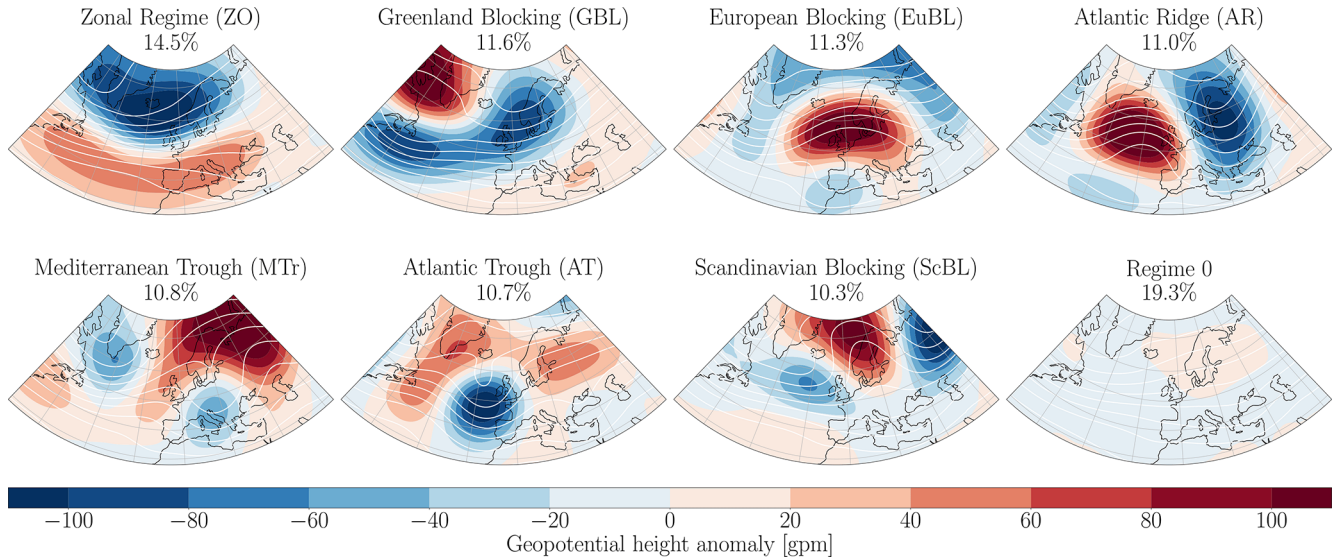 Zonal Regime (ZO) Greenland Blocking (GBL) European Blocking (EuBL) Atlantic Ridge (AR)
14.5% 11.6% 11.3% 11.0%
Mediterranean Trough (MTr) Atlantic Trough (AT) Scandinavian Blocking (ScBL) Regime 0
10.8% 10.7% 10.3% 19.3%
−100 −80 −60 −40 −20 0 20 40 60 80 100
Geopotential height anomaly [gpm]